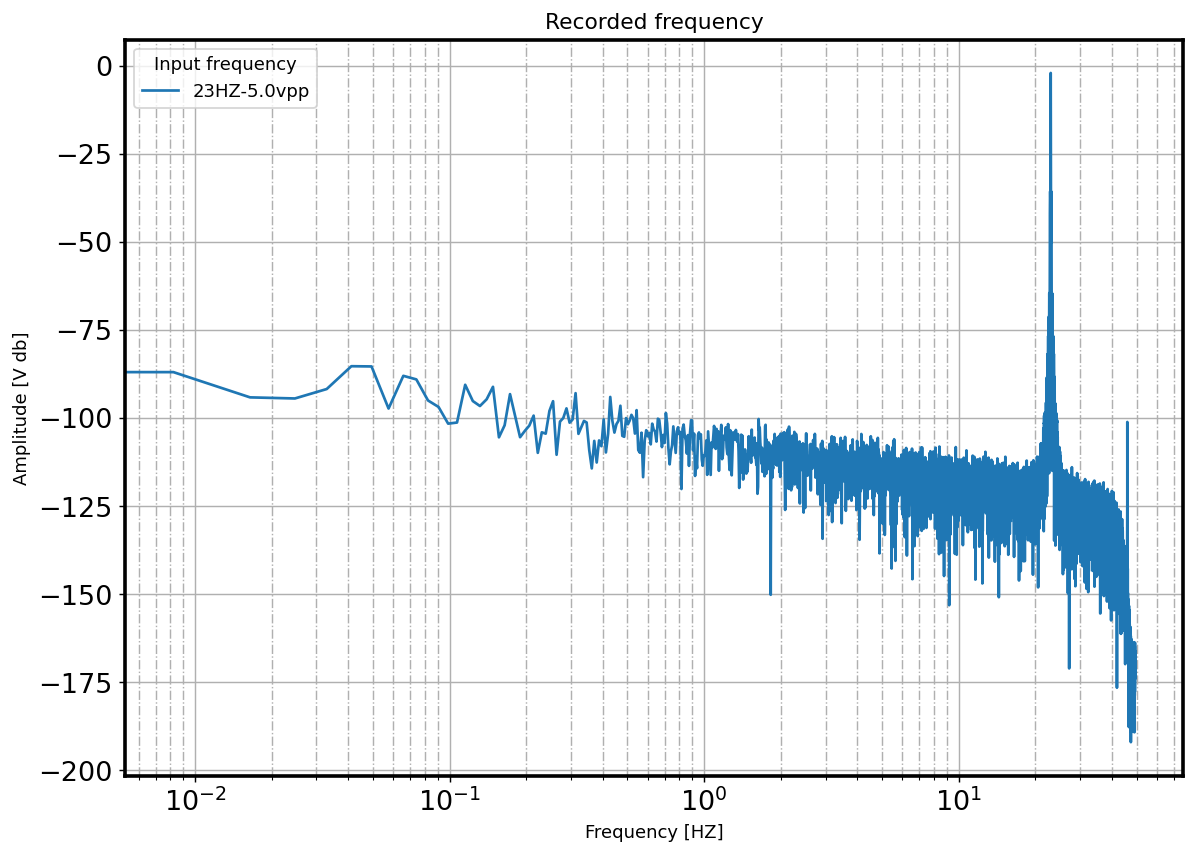 Recorded frequency
Input frequency
23HZ-5.0vpp
0
−25
−50
−75
−100
−125
−150
−175
−200
Amplitude [V db]
10⁻²
10⁻¹
10⁰
10¹
Frequency [HZ]